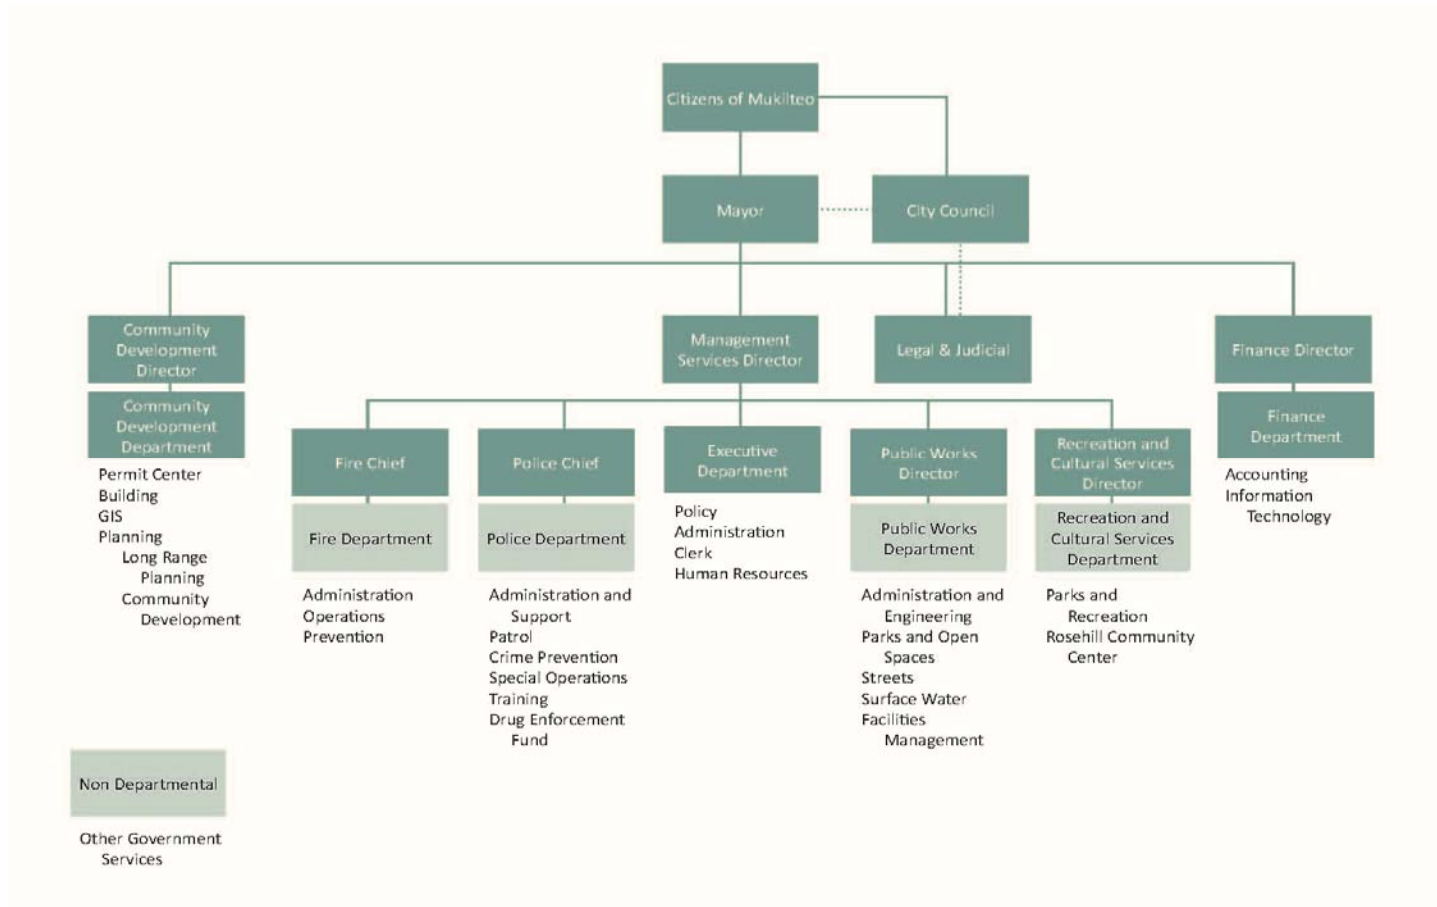 Citizens of Mukilteo
Mayor
City Council
Community
Development
Director
Management
Services Director
Legal & Judicial
Finance Director
Community
Development
Department
Permit Center
Building
GIS
Planning
Long Range
Planning
Community
Development
Fire Chief
Fire Department
Administration
Operations
Prevention
Police Chief
Police Department
Administration and
Support
Patrol
Crime Prevention
Special Operations
Training
Drug Enforcement
Fund
Executive
Department
Policy
Administration
Clerk
Human Resources
Public Works
Director
Public Works
Department
Administration and
Engineering
Parks and Open
Spaces
Streets
Surface Water
Facilities
Management
Recreation and
Cultural Services
Director
Recreation and
Cultural Services
Department
Parks and
Recreation
Rosehill Community
Center
Finance
Department
Accounting
Information
Technology
Non Departmental
Other Government
Services